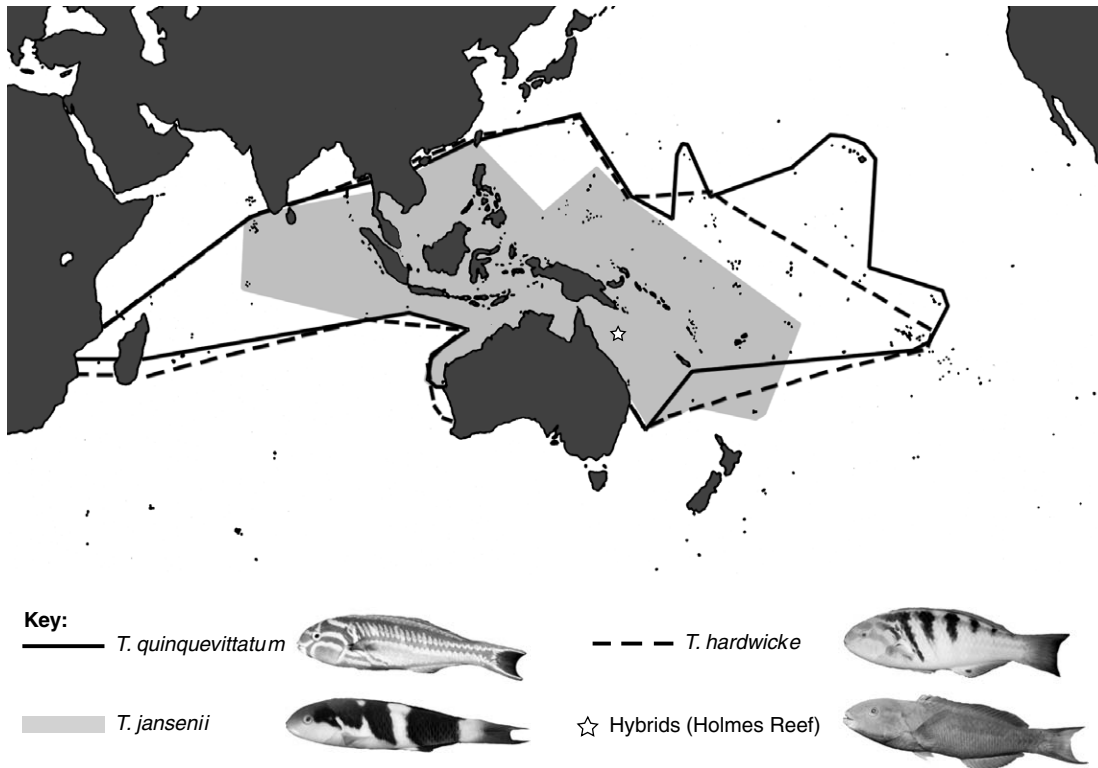 Key:
T. quinquevittatum
T. hardwicke
T. jansenii
Hybrids (Holmes Reef)